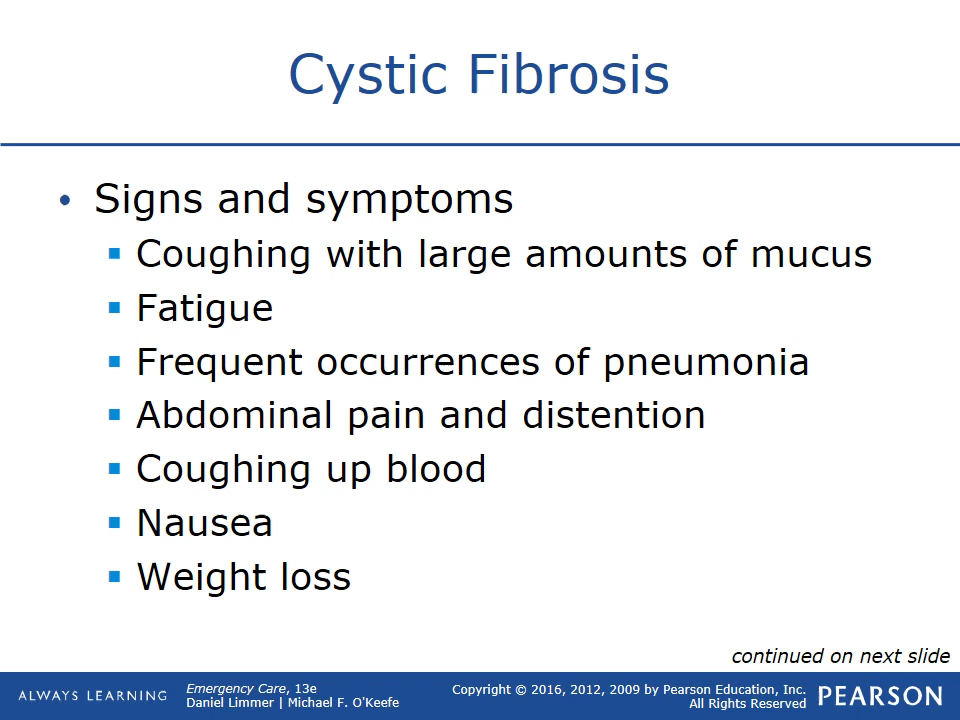 Cystic Fibrosis
• Signs and symptoms
▪ Coughing with large amounts of mucus
▪ Fatigue
▪ Frequent occurrences of pneumonia
▪ Abdominal pain and distention
▪ Coughing up blood
▪ Nausea
▪ Weight loss
continued on next slide
ALWAYS LEARNING
Emergency Care, 13e
Daniel Limmer | Michael F. O'Keefe
Copyright © 2016, 2012, 2009 by Pearson Education, Inc.
All Rights Reserved
PEARSON